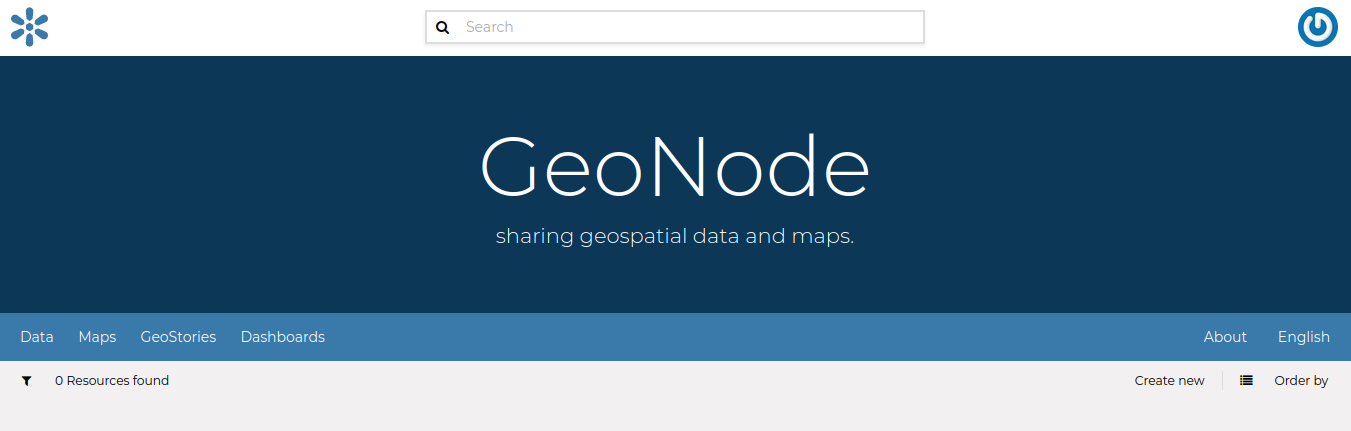 Search
GeoNode
sharing geospatial data and maps.
Data Maps GeoStories Dashboards About English
0 Resources found Create new Order by